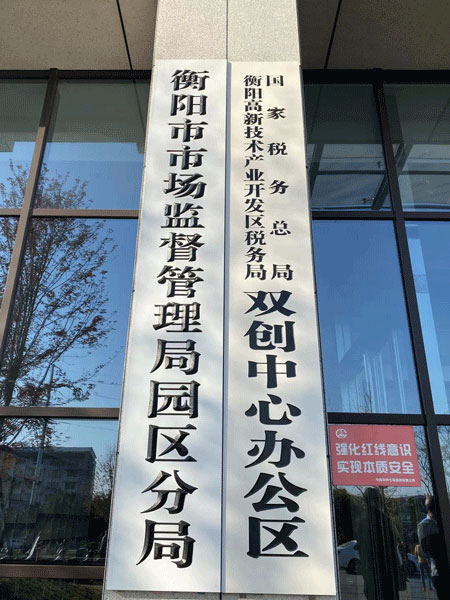 国家税务总局
衡阳高新技术产业开发区税务局
双创中心办公区
衡阳市市场监督管理局园区分局
强化红线意识
实现本质安全